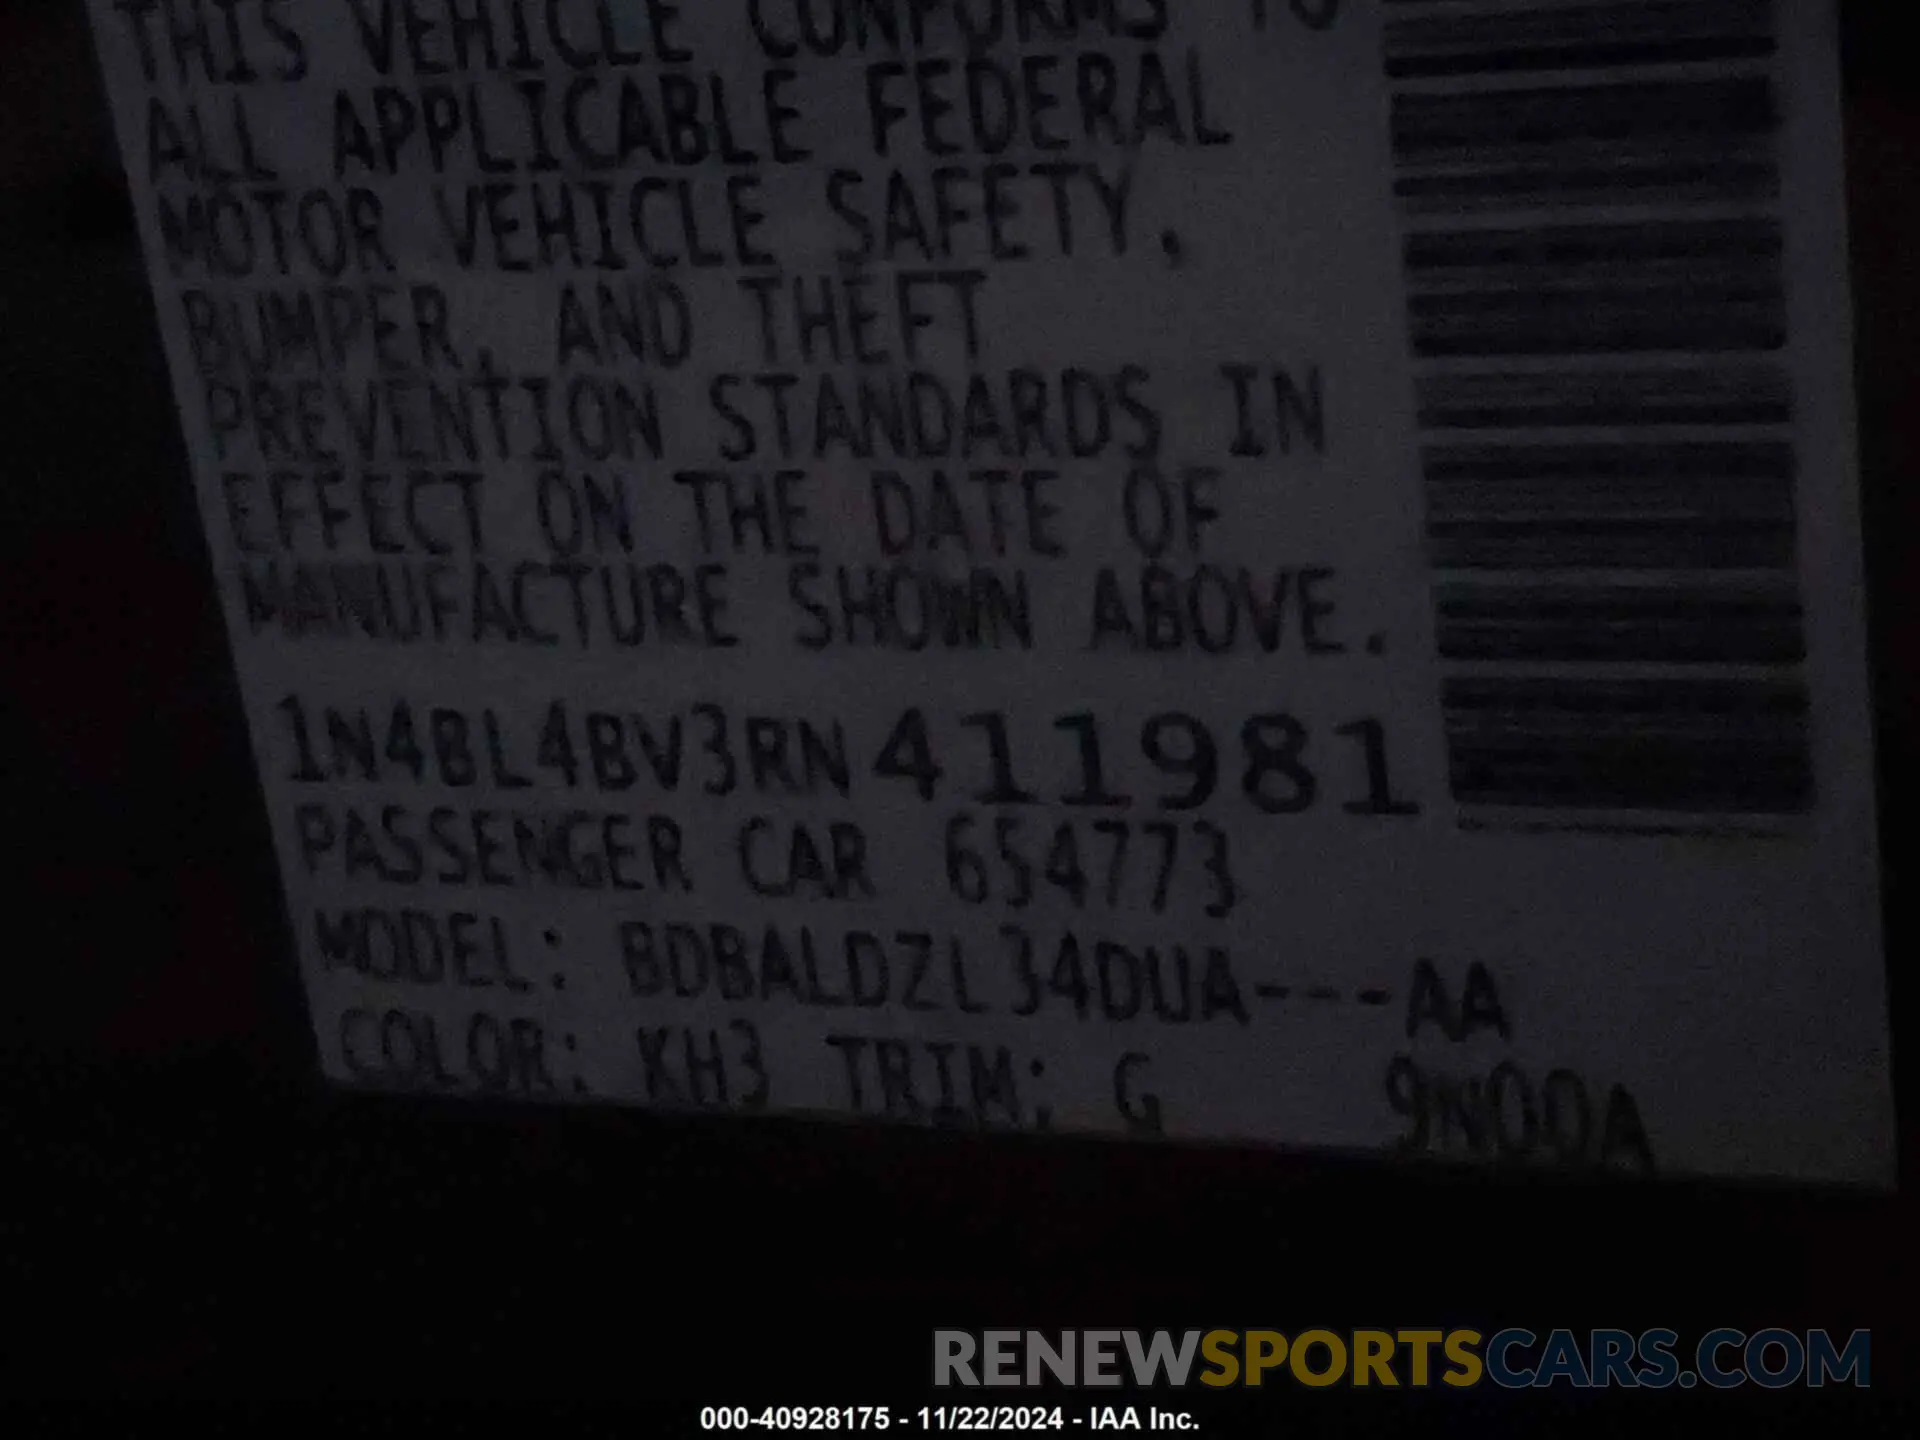 THIS VEHICLE CONFORMS TO
ALL APPLICABLE FEDERAL
MOTOR VEHICLE SAFETY,
BUMPER, AND THEFT
PREVENTION STANDARDS IN
EFFECT ON THE DATE OF
MANUFACTURE SHOWN ABOVE.
1N4BL4BV3RN411981
PASSENGER CAR 654773
MODEL: BDBALDZL34DUA---AA
COLOR: KH3 TRIM: G 9N00A
RENEWSPORTSCARS.COM
000-40928175 - 11/22/2024 - IAA Inc.